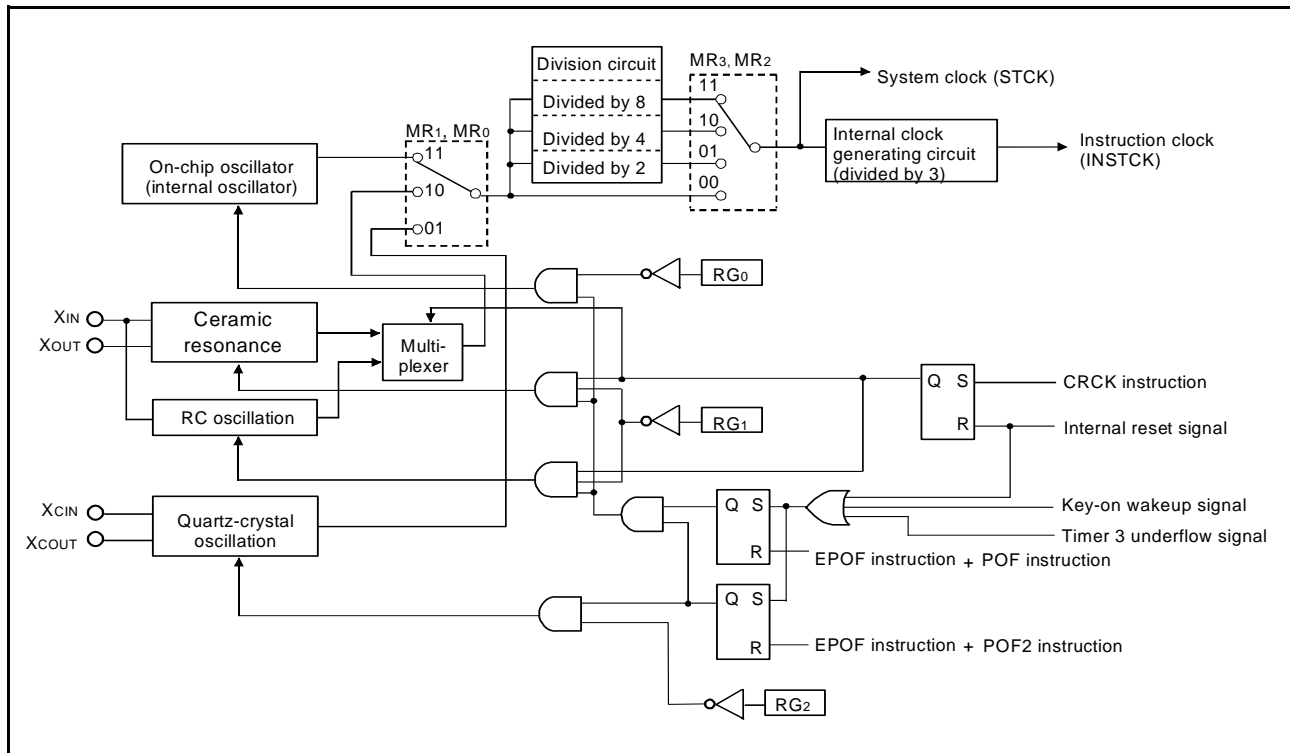 Division circuit
Divided by 8
Divided by 4
Divided by 2
MR3, MR2
11
10
01
00
System clock (STCK)
Internal clock
generating circuit
(divided by 3)
Instruction clock
(INSTCK)
MR1, MR0
11
10
01
On-chip oscillator
(internal oscillator)
RG0
XIN
XOUT
Ceramic
resonance
Multi-
plexer
RC oscillation
RG1
Q S
R
CRCK instruction
Internal reset signal
XCIN
XCOUT
Quartz-crystal
oscillation
Q S
R
Key-on wakeup signal
Timer 3 underflow signal
EPOF instruction + POF instruction
Q S
R
EPOF instruction + POF2 instruction
RG2